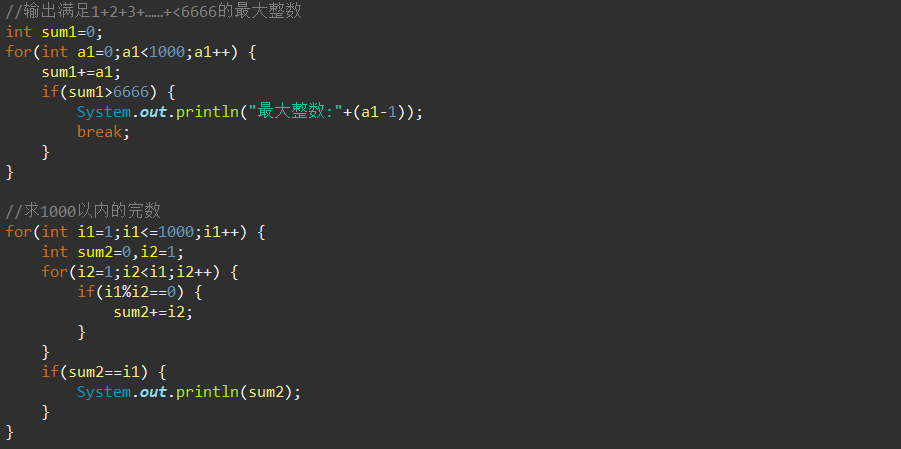 //输出满足1+2+3+……+<6666的最大整数
int sum1=0;
for(int a1=0;a1<1000;a1++) {
    sum1+=a1;
    if(sum1>6666) {
        System.out.println("最大整数:"+(a1-1));
        break;
    }
}

//求1000以内的完数
for(int i1=1;i1<=1000;i1++) {
    int sum2=0,i2=1;
    for(i2=1;i2<i1;i2++) {
        if(i1%i2==0) {
            sum2+=i2;
        }
    }
    if(sum2==i1) {
        System.out.println(sum2);
    }
}